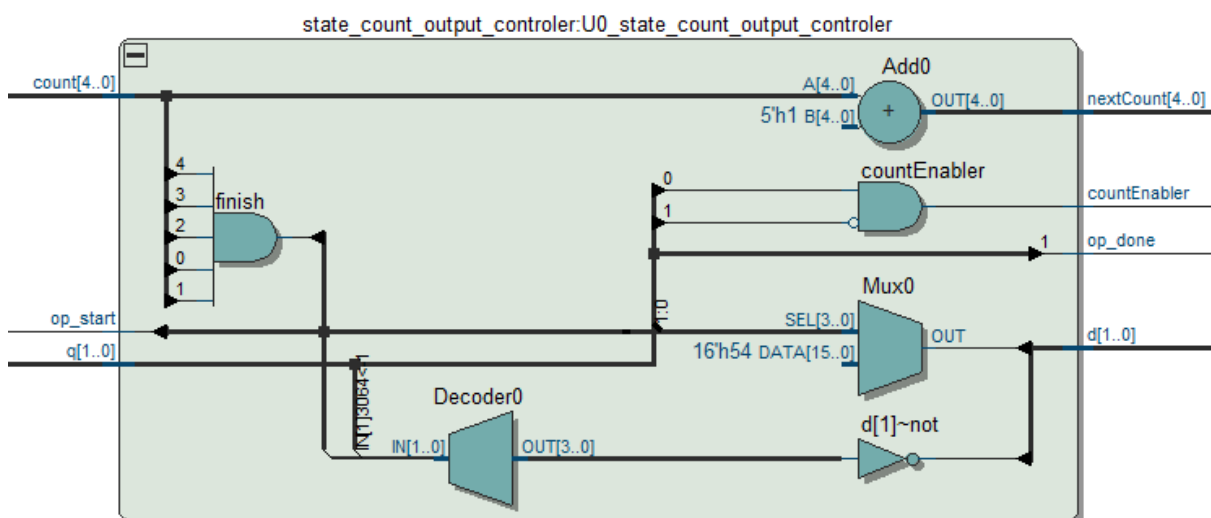 state_count_output_controler:U0_state_count_output_controler
count[4..0]
A[4..0]
Add0
+
OUT[4..0]
nextCount[4..0]
5'h1 B[4..0]
4
3
2
0
1
finish
0
1
countEnabler
countEnabler
1
op_done
op_start
1:0
Mux0
SEL[3..0]
OUT
16'h54 DATA[15..0]
d[1..0]
q[1..0]
Decoder0
IN[1..0]
OUT[3..0]
d[1]~not